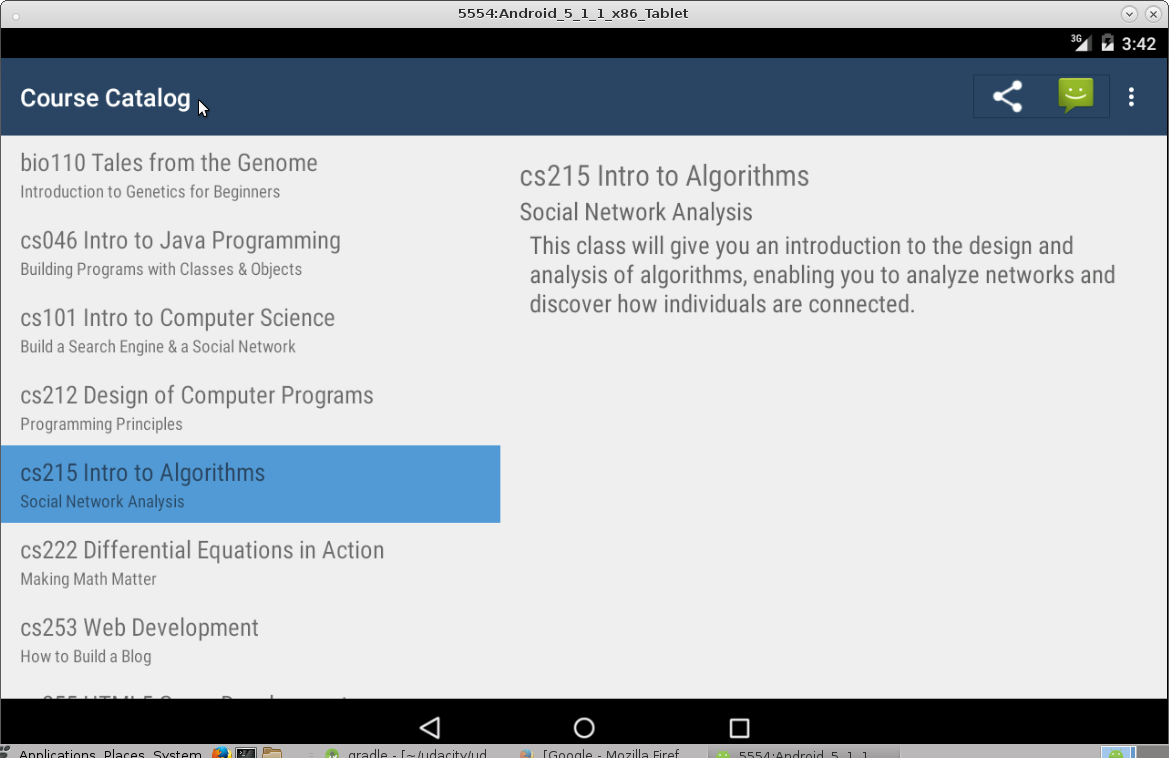 5554:Android_5_1_1_x86_Tablet
3G
3:42
Course Catalog
bio110 Tales from the Genome
Introduction to Genetics for Beginners
cs046 Intro to Java Programming
Building Programs with Classes & Objects
cs101 Intro to Computer Science
Build a Search Engine & a Social Network
cs212 Design of Computer Programs
Programming Principles
cs215 Intro to Algorithms
Social Network Analysis
cs222 Differential Equations in Action
Making Math Matter
cs253 Web Development
How to Build a Blog
cs215 Intro to Algorithms
Social Network Analysis
This class will give you an introduction to the design and
analysis of algorithms, enabling you to analyze networks and
discover how individuals are connected.
Applications Places System
gradle - [~/udacity/ud
[Google - Mozilla Firef
5554:Android_5_1_1